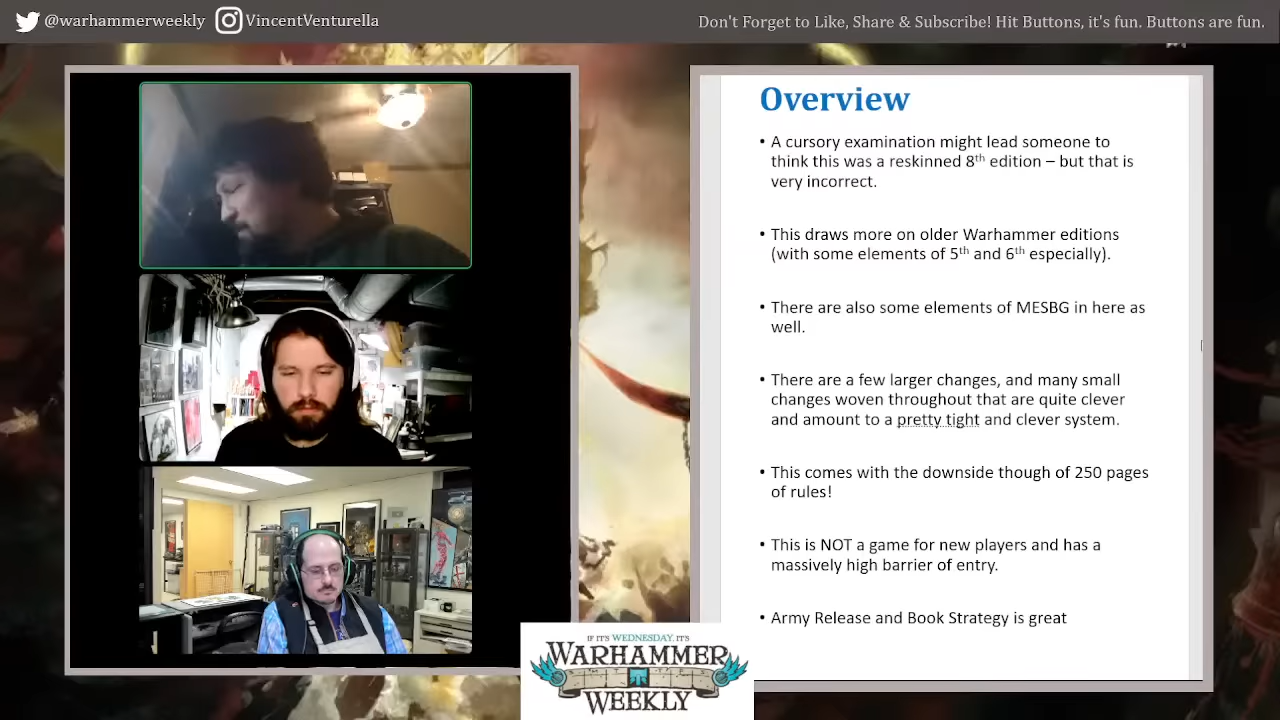 @warhammerweekly VincentVenturella
Don't Forget to Like, Share & Subscribe! Hit Buttons, it's fun. Buttons are fun.
Overview
• A cursory examination might lead someone to
think this was a reskinned 8th edition – but that is
very incorrect.
• This draws more on older Warhammer editions
(with some elements of 5th and 6th especially).
• There are also some elements of MESBG in here as
well.
• There are a few larger changes, and many small
changes woven throughout that are quite clever
and amount to a pretty tight and clever system.
• This comes with the downside though of 250 pages
of rules!
• This is NOT a game for new players and has a
massively high barrier of entry.
• Army Release and Book Strategy is great
IF IT'S WEDNESDAY, IT'S
WARHAMMER
WEEKLY